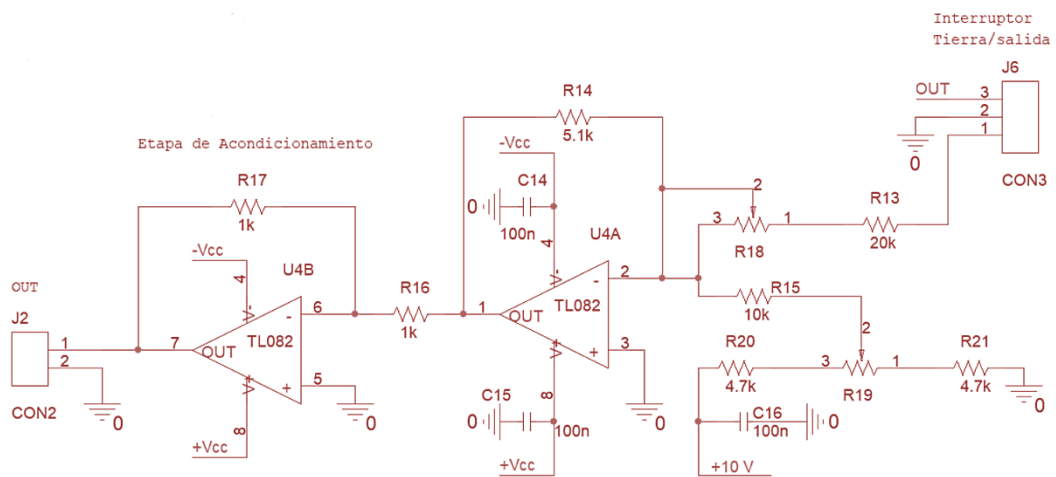 Interruptor
Tierra/salida
J6
OUT
3
2
1
0
CON3
R14
5.1k
Etapa de Acondicionamiento
-Vcc
C14
0
100n
4
V-
U4A
2
-
TL082
1
OUT
+
3
0
V+
8
C15
0
100n
+Vcc
R17
1k
-Vcc
4
V-
U4B
6
-
TL082
7
OUT
+
5
0
V+
8
+Vcc
R16
1k
OUT
J2
1
2
0
CON2
2
3
R18
1
R13
20k
R15
10k
2
R20
4.7k
3
R19
1
R21
4.7k
0
C16
100n
0
+10 V